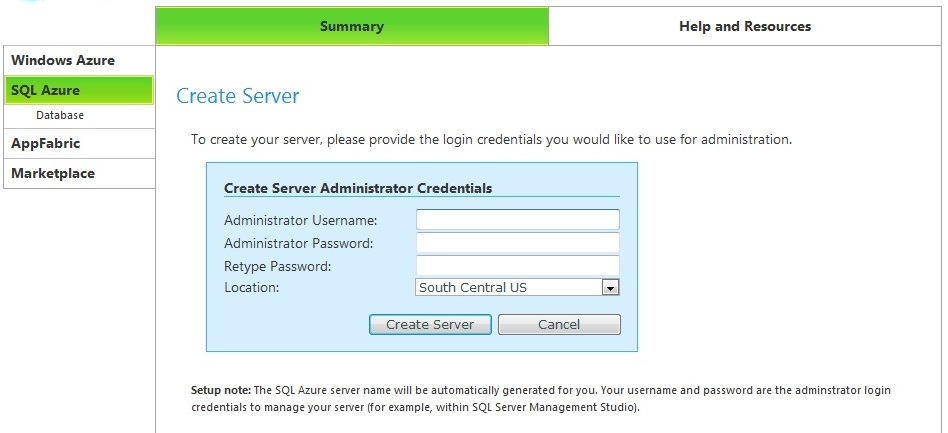 Summary
Help and Resources
Windows Azure
SQL Azure
Database
AppFabric
Marketplace
Create Server
To create your server, please provide the login credentials you would like to use for administration.
Create Server Administrator Credentials
Administrator Username:
Administrator Password:
Retype Password:
Location: South Central US
Create Server Cancel
Setup note: The SQL Azure server name will be automatically generated for you. Your username and password are the adminstrator login
credentials to manage your server (for example, within SQL Server Management Studio).